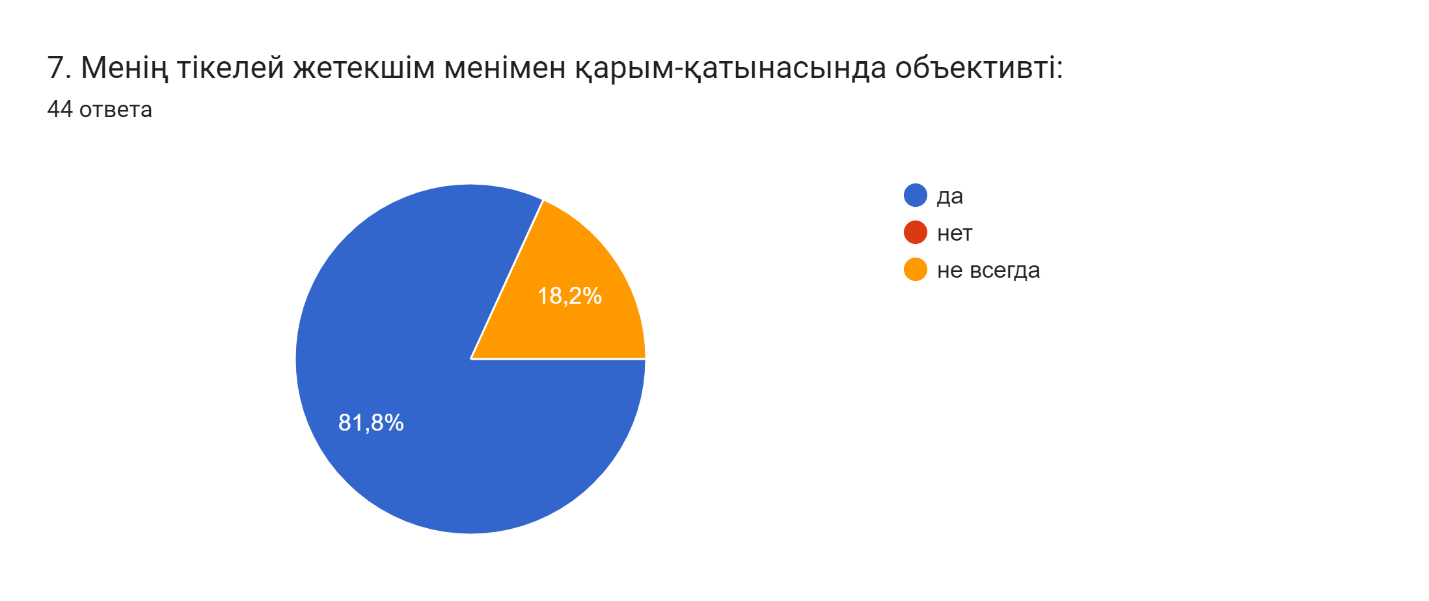 7. Менің тікелей жетекшім менімен қарым-қатынасында объективті:
44 ответа
да
нет
не всегда
18,2%
81,8%